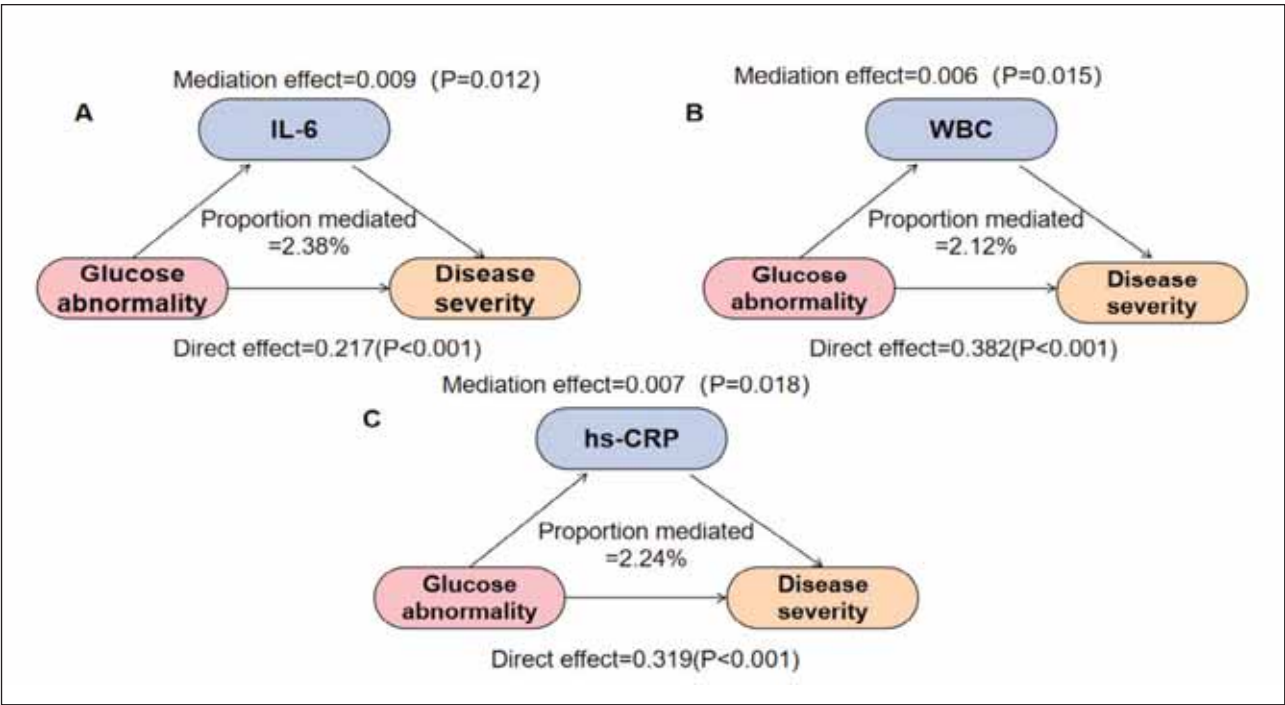 Mediation effect=0.009 (P=0.012)
A
IL-6
Proportion mediated
=2.38%
Glucose
abnormality
Disease
severity
Direct effect=0.217(P<0.001)
Mediation effect=0.006 (P=0.015)
B
WBC
Proportion mediated
=2.12%
Glucose
abnormality
Disease
severity
Direct effect=0.382(P<0.001)
Mediation effect=0.007 (P=0.018)
C
hs-CRP
Proportion mediated
=2.24%
Glucose
abnormality
Disease
severity
Direct effect=0.319(P<0.001)